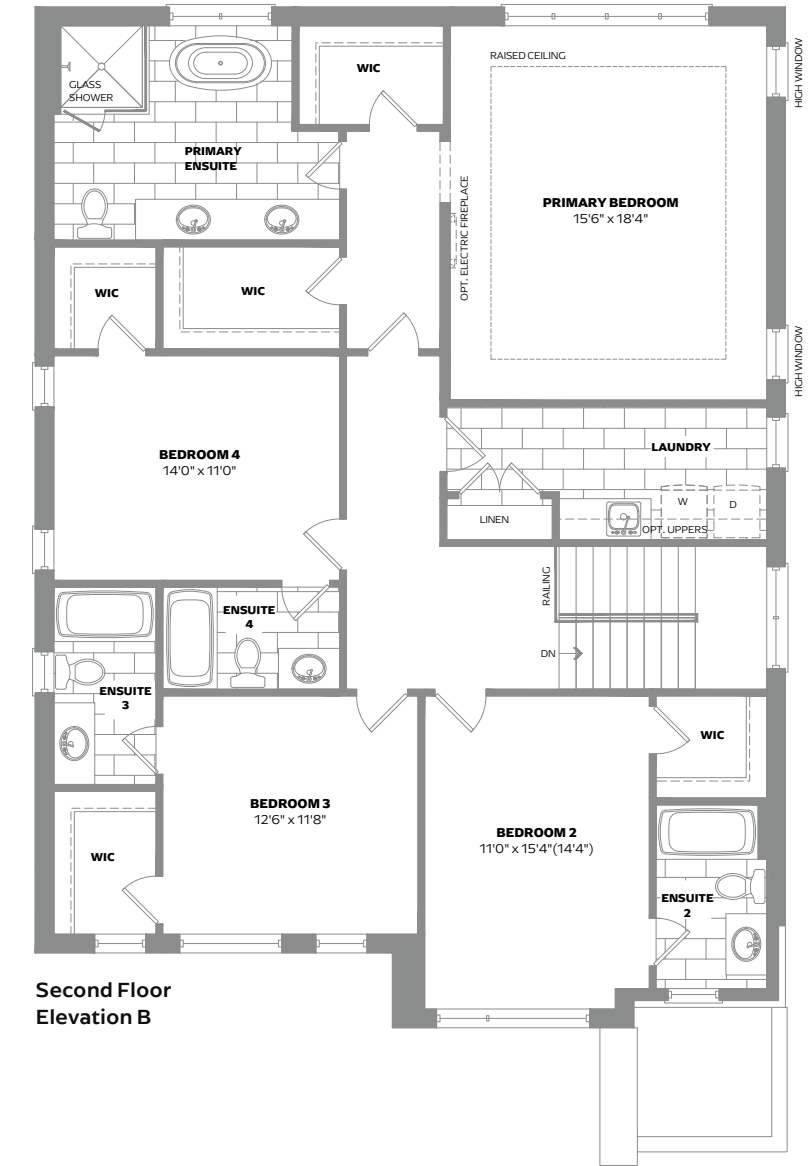 RAISED CEILING
HIGH WINDOW
WIC
GLASS
SHOWER
PRIMARY
ENSUITE
PRIMARY BEDROOM
15'6" x 18'4"
OPT. ELECTRIC FIREPLACE
WIC
WIC
HIGH WINDOW
BEDROOM 4
14'0" x 11'0"
LAUNDRY
W
D
LINEN
OPT. UPPERS
RAILING
ENSUITE
4
DN
ENSUITE
3
WIC
BEDROOM 3
12'6" x 11'8"
BEDROOM 2
11'0" x 15'4"(14'4")
WIC
ENSUITE
2
Second Floor
Elevation B